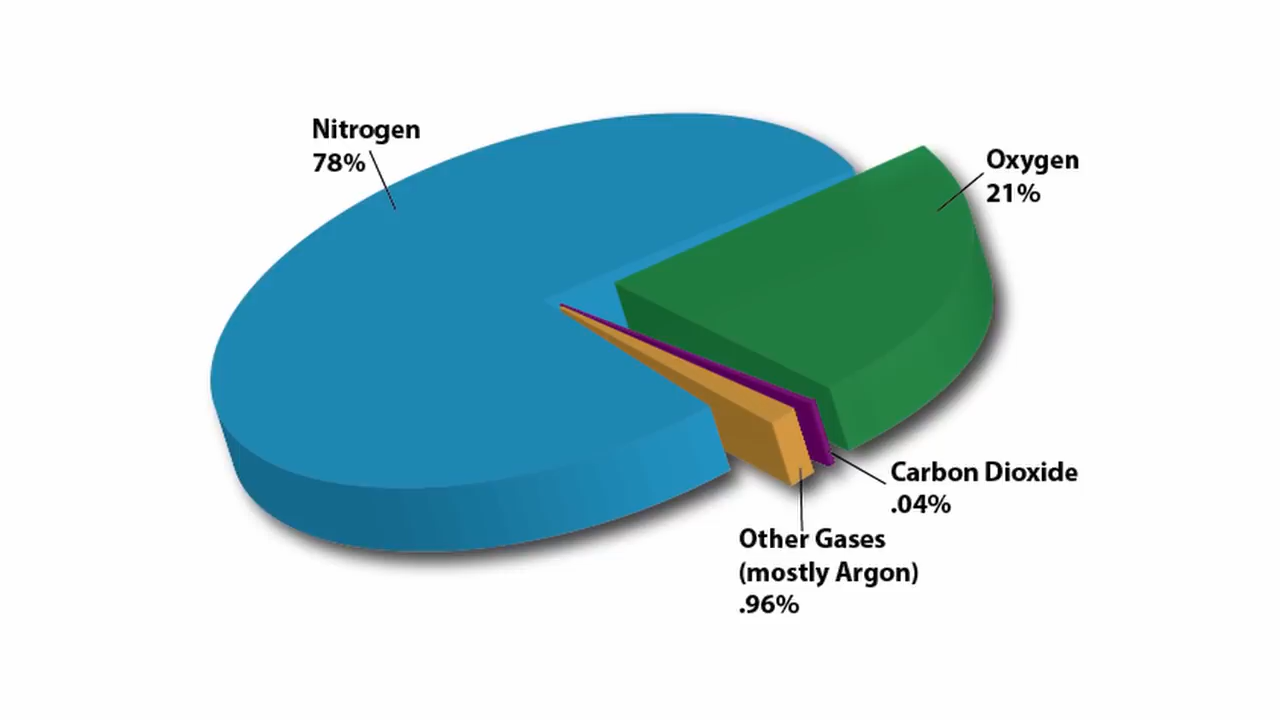 Nitrogen
78%
Oxygen
21%
Carbon Dioxide
.04%
Other Gases
(mostly Argon)
.96%